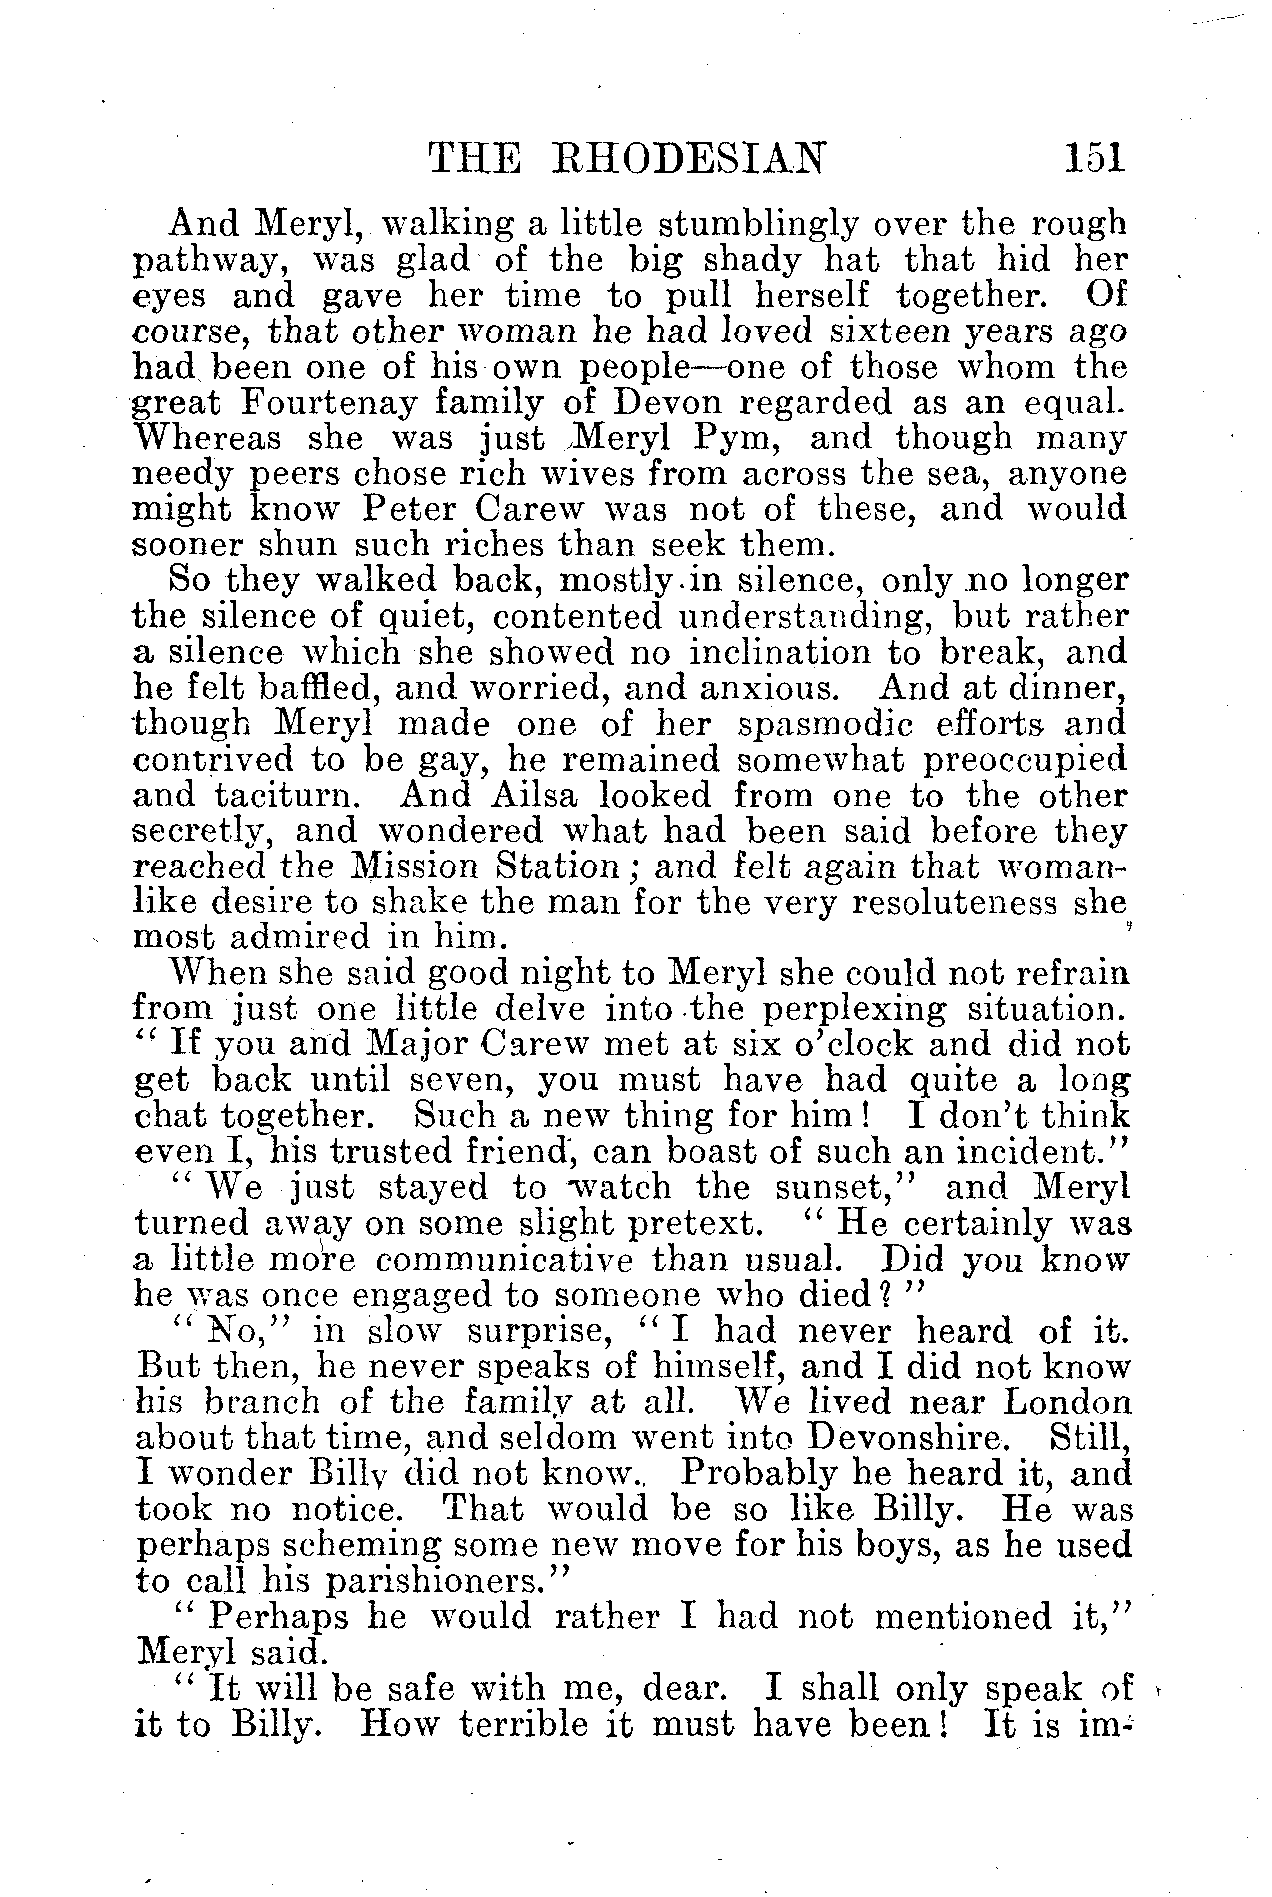 THE RHODESIAN 151
And Meryl, walking a little stumblingly over the rough
pathway, was glad of the big shady hat that hid her
eyes and gave her time to pull herself together. Of
course, that other woman he had loved sixteen years ago
had been one of his own people—one of those whom the
great Fourtenay family of Devon regarded as an equal.
Whereas she was just Meryl Pym, and though many
needy peers chose rich wives from across the sea, anyone
might know Peter Carew was not of these, and would
sooner shun such riches than seek them.
So they walked back, mostly in silence, only no longer
the silence of quiet, contented understanding, but rather
a silence which she showed no inclination to break, and
he felt baffled, and worried, and anxious. And at dinner,
though Meryl made one of her spasmodic efforts and
contrived to be gay, he remained somewhat preoccupied
and taciturn. And Ailsa looked from one to the other
secretly, and wondered what had been said before they
reached the Mission Station; and felt again that woman-
like desire to shake the man for the very resoluteness she
most admired in him.
When she said good night to Meryl she could not refrain
from just one little delve into the perplexing situation.
“ If you and Major Carew met at six o’clock and did not
get back until seven, you must have had quite a long
chat together. Such a new thing for him! I don’t think
even I, his trusted friend, can boast of such an incident.”
“ We just stayed to watch the sunset,” and Meryl
turned away on some slight pretext. “ He certainly was
a little more communicative than usual. Did you know
he was once engaged to someone who died? ”
“ No,” in slow surprise, “ I had never heard of it.
But then, he never speaks of himself, and I did not know
his branch of the family at all. We lived near London
about that time, and seldom went into Devonshire. Still,
I wonder Billy did not know. Probably he heard it, and
took no notice. That would be so like Billy. He was
perhaps scheming some new move for his boys, as he used
to call his parishioners.”
“ Perhaps he would rather I had not mentioned it,”
Meryl said.
“ It will be safe with me, dear. I shall only speak of
it to Billy. How terrible it must have been! It is im-